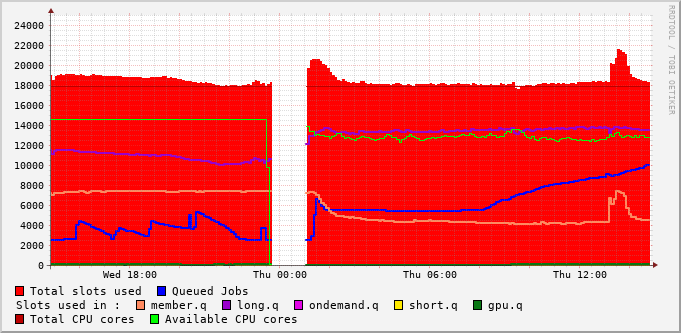 RRDTOOL / TOBI OETIKER
24000
22000
20000
18000
16000
14000
12000
10000
8000
6000
4000
2000
0
Wed 18:00 Thu 00:00 Thu 06:00 Thu 12:00
Total slots used Queued Jobs
Slots used in : member.q long.q ondemand.q short.q gpu.q
Total CPU cores Available CPU cores